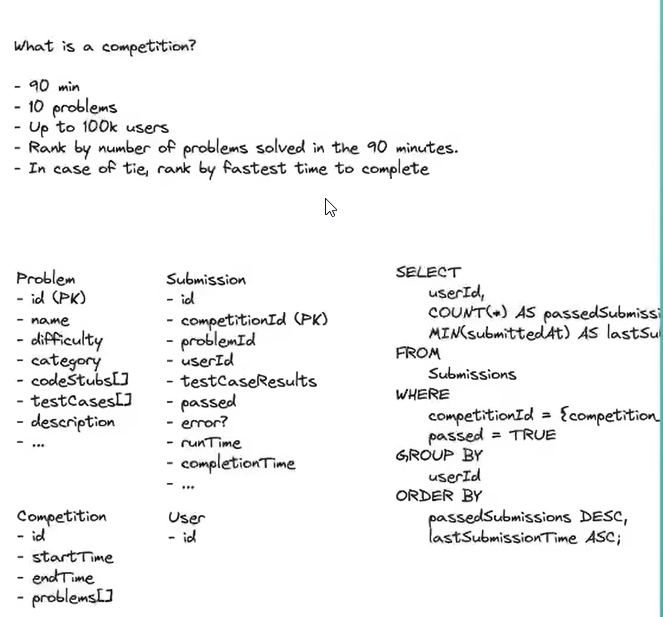 What is a competition?
- 90 min
- 10 problems
- Up to 100k users
- Rank by number of problems solved in the 90 minutes.
- In case of tie, rank by fastest time to complete
Problem
- id (PK)
- name
- difficulty
- category
- codeStubs[]
- testCases[]
- description
- ...
Submission
- id
- competitionId (PK)
- problemId
- userId
- testCaseResults
- passed
- error?
- runTime
- completionTime
- ...
Competition
- id
- startTime
- endTime
- problems[]
User
- id
SELECT
userId,
COUNT(*) AS passedSubmissi
MIN(submittedAt) AS lastSu
FROM
Submissions
WHERE
competitionId = {competition
passed = TRUE
GROUP BY
userId
ORDER BY
passedSubmissions DESC,
lastSubmissionTime ASC;